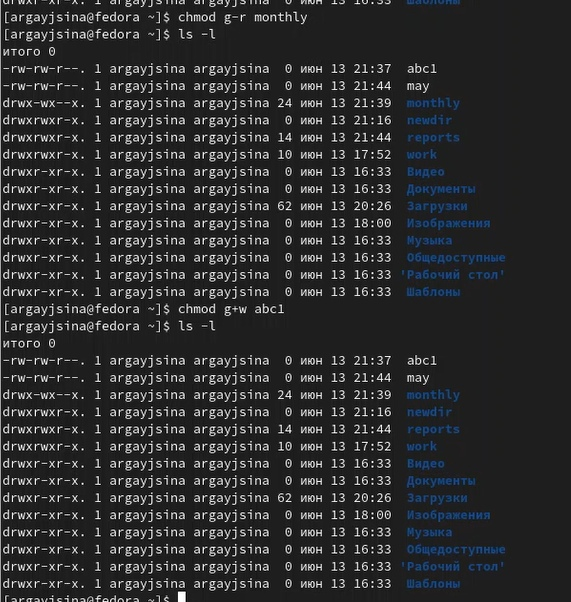 [argayjsina@fedora ~]$ chmod g-r monthly
[argayjsina@fedora ~]$ ls -l
итого 0
-rw-rw-r--. 1 argayjsina argayjsina 0 июн 13 21:37 abc1
-rw-rw-r--. 1 argayjsina argayjsina 0 июн 13 21:44 may
drwx-wx--x. 1 argayjsina argayjsina 24 июн 13 21:39 monthly
drwxrwxr-x. 1 argayjsina argayjsina 0 июн 13 21:16 newdir
drwxrwxr-x. 1 argayjsina argayjsina 14 июн 13 21:44 reports
drwxrwxr-x. 1 argayjsina argayjsina 10 июн 13 17:52 work
drwxr-xr-x. 1 argayjsina argayjsina 0 июн 13 16:33 Видео
drwxr-xr-x. 1 argayjsina argayjsina 0 июн 13 16:33 Документы
drwxr-xr-x. 1 argayjsina argayjsina 62 июн 13 20:26 Загрузки
drwxr-xr-x. 1 argayjsina argayjsina 0 июн 13 18:00 Изображения
drwxr-xr-x. 1 argayjsina argayjsina 0 июн 13 16:33 Музыка
drwxr-xr-x. 1 argayjsina argayjsina 0 июн 13 16:33 Общедоступные
drwxr-xr-x. 1 argayjsina argayjsina 0 июн 13 16:33 'Рабочий стол'
drwxr-xr-x. 1 argayjsina argayjsina 0 июн 13 16:33 Шаблоны
[argayjsina@fedora ~]$ chmod g+w abc1
[argayjsina@fedora ~]$ ls -l
итого 0
-rw-rw-r--. 1 argayjsina argayjsina 0 июн 13 21:37 abc1
-rw-rw-r--. 1 argayjsina argayjsina 0 июн 13 21:44 may
drwx-wx--x. 1 argayjsina argayjsina 24 июн 13 21:39 monthly
drwxrwxr-x. 1 argayjsina argayjsina 0 июн 13 21:16 newdir
drwxrwxr-x. 1 argayjsina argayjsina 14 июн 13 21:44 reports
drwxrwxr-x. 1 argayjsina argayjsina 10 июн 13 17:52 work
drwxr-xr-x. 1 argayjsina argayjsina 0 июн 13 16:33 Видео
drwxr-xr-x. 1 argayjsina argayjsina 0 июн 13 16:33 Документы
drwxr-xr-x. 1 argayjsina argayjsina 62 июн 13 20:26 Загрузки
drwxr-xr-x. 1 argayjsina argayjsina 0 июн 13 18:00 Изображения
drwxr-xr-x. 1 argayjsina argayjsina 0 июн 13 16:33 Музыка
drwxr-xr-x. 1 argayjsina argayjsina 0 июн 13 16:33 Общедоступные
drwxr-xr-x. 1 argayjsina argayjsina 0 июн 13 16:33 'Рабочий стол'
drwxr-xr-x. 1 argayjsina argayjsina 0 июн 13 16:33 Шаблоны
[argayjsina@fedora ~]$